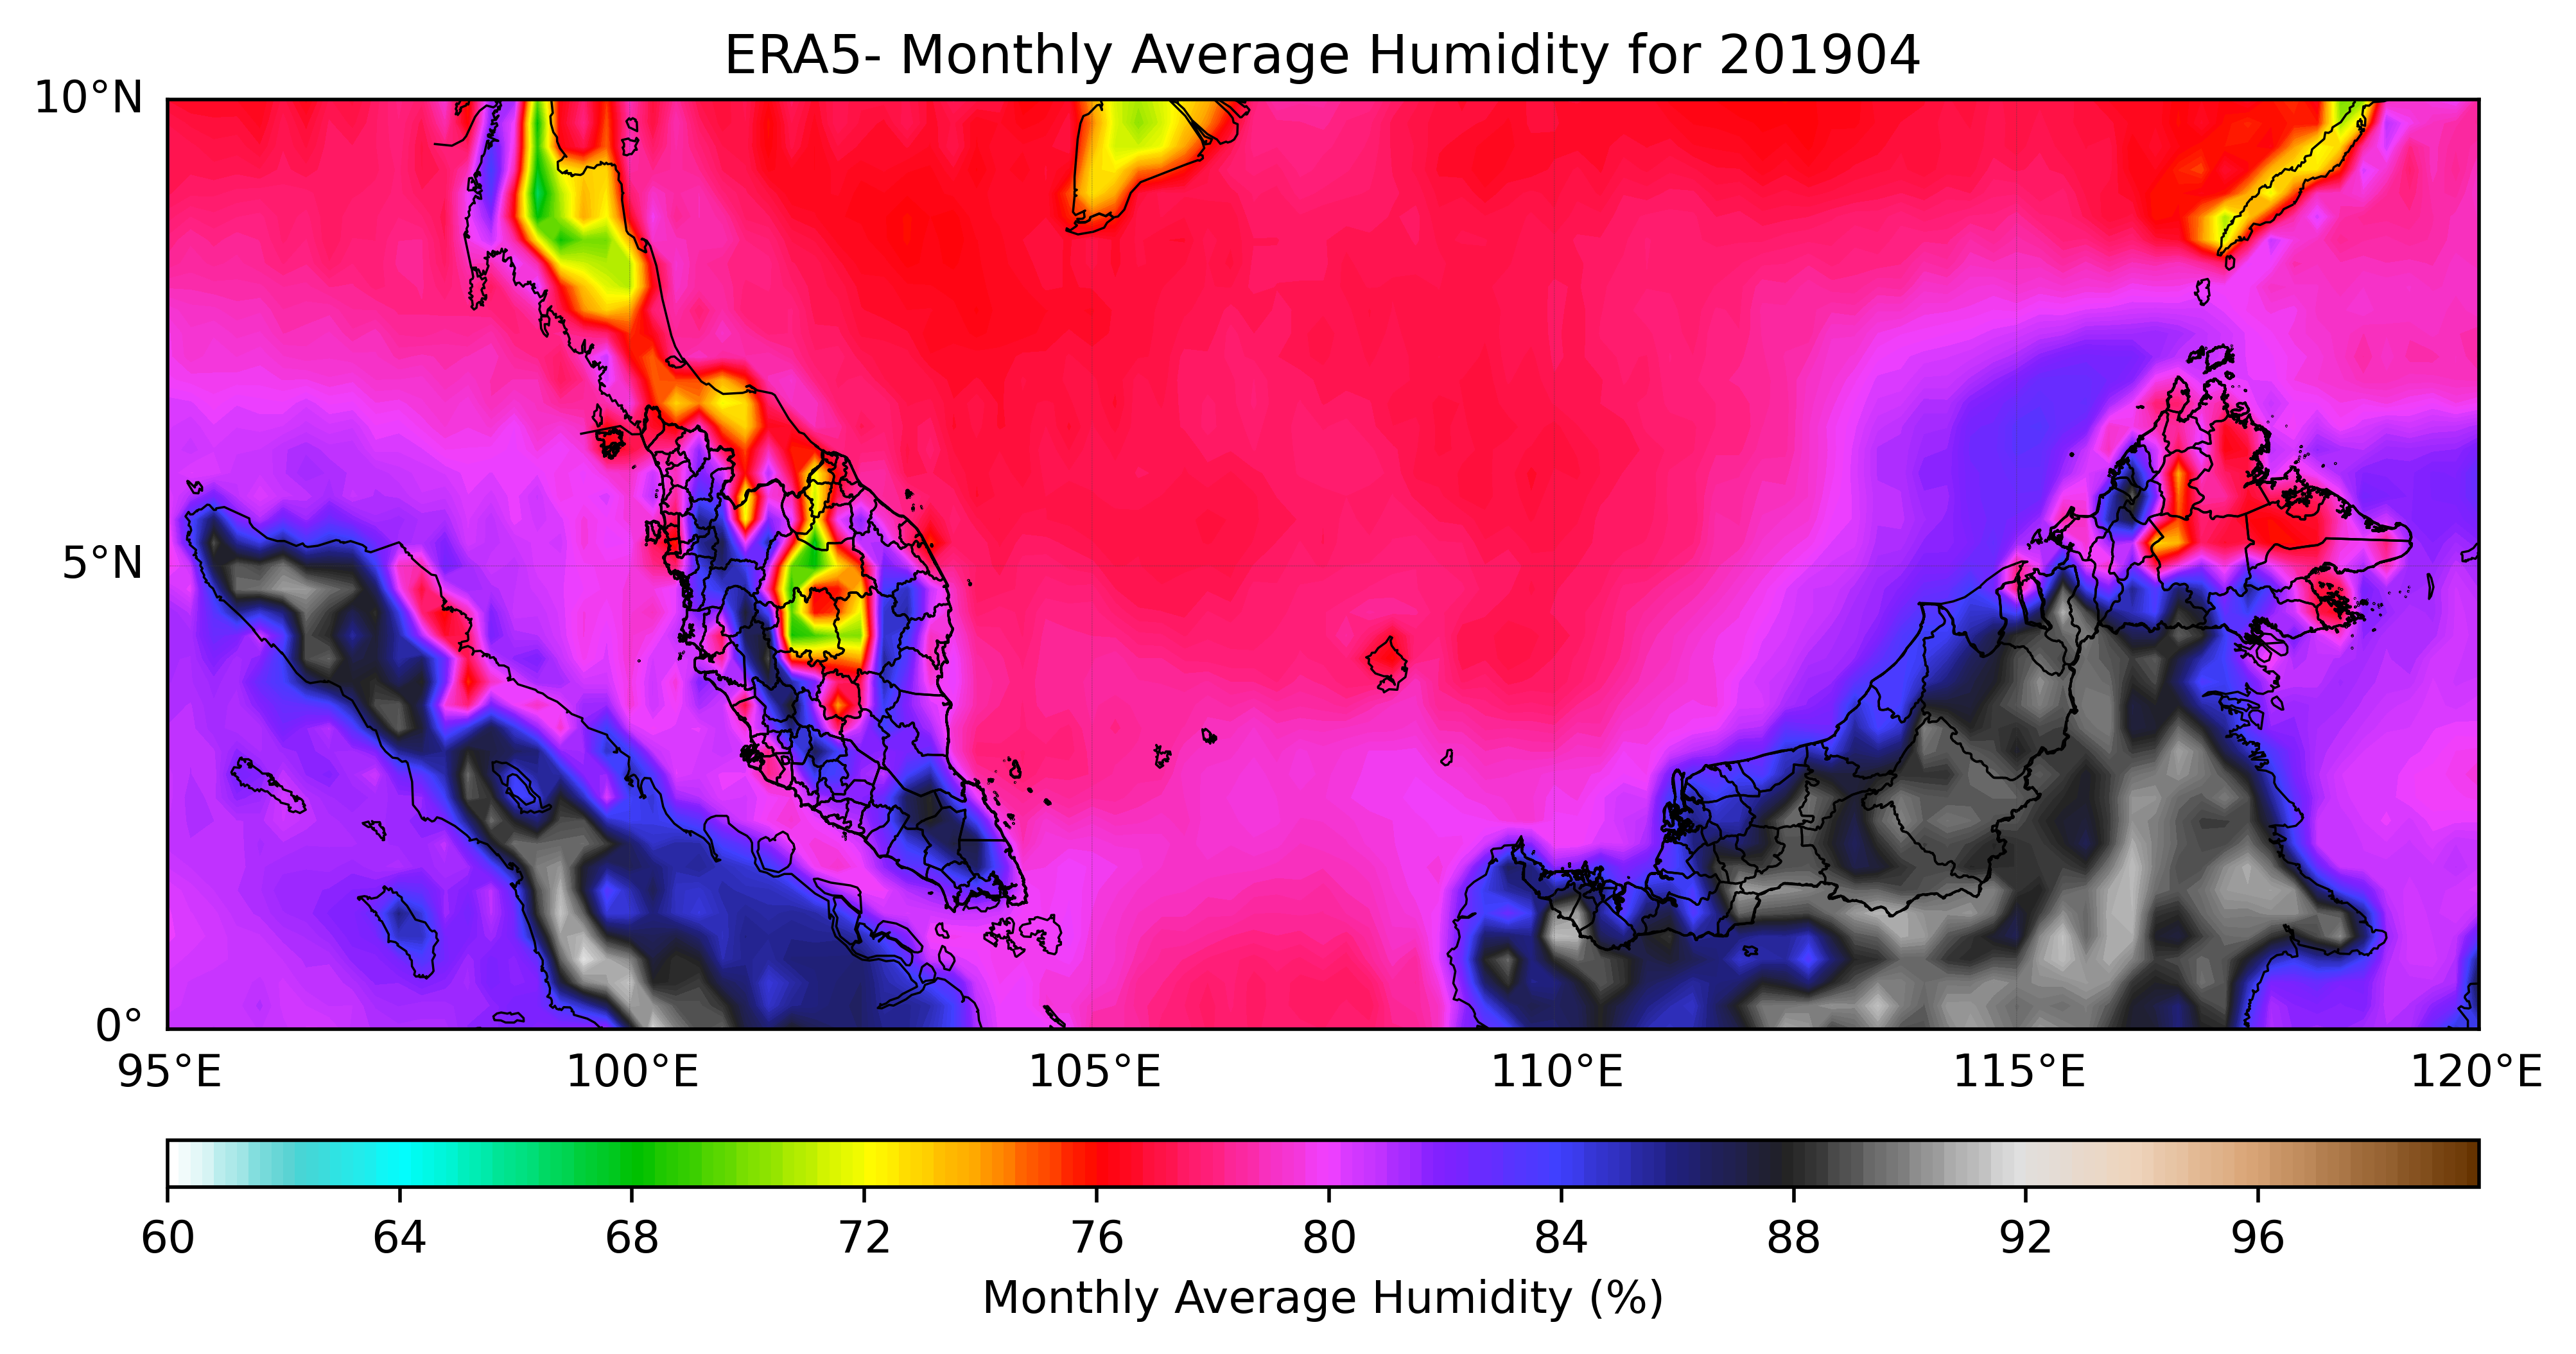 ERA5- Monthly Average Humidity for 201904
10°N
5°N
0°
95°E 100°E 105°E 110°E 115°E 120°E
60 64 68 72 76 80 84 88 92 96
Monthly Average Humidity (%)